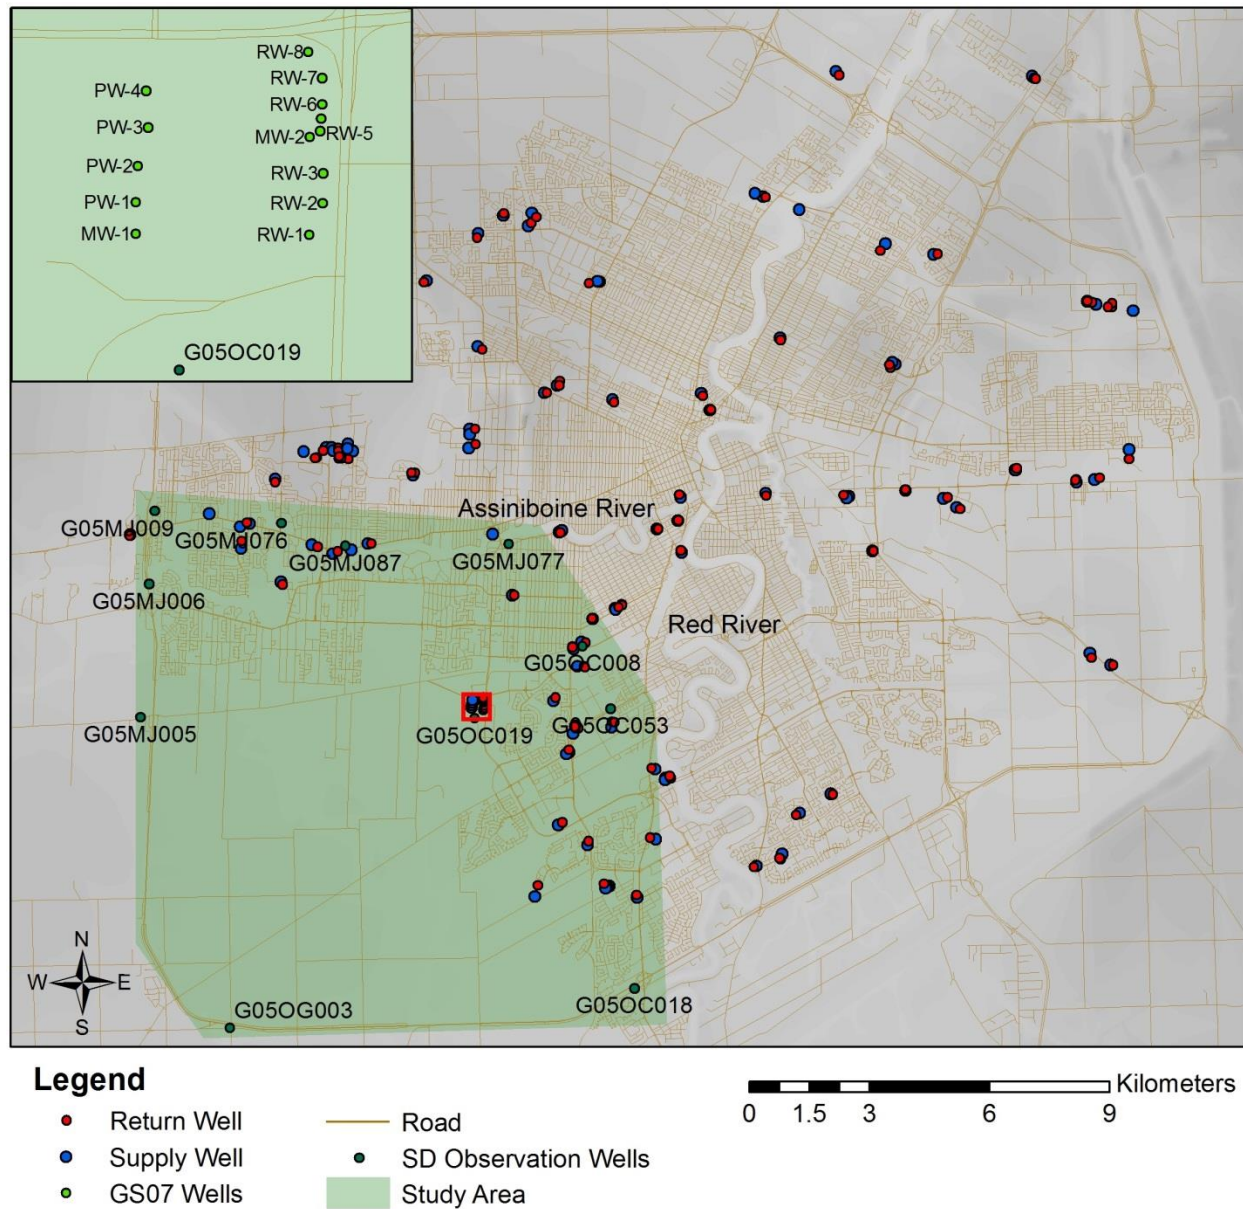 RW-8
RW-7
PW-4
RW-6
PW-3
MW-2
RW-5
PW-2
RW-3
PW-1
RW-2
MW-1
RW-1
G05OC019
Assiniboine River
G05MJ009
G05MJ076
G05MJ087
G05MJ077
G05MJ006
Red River
G05OC008
G05MJ005
G05OC019
G05OC053
N
W
E
S
G05OG003
G05OC018
Legend
Return Well
Supply Well
GS07 Wells
Road
SD Observation Wells
Study Area
Kilometers
0 1.5 3 6 9